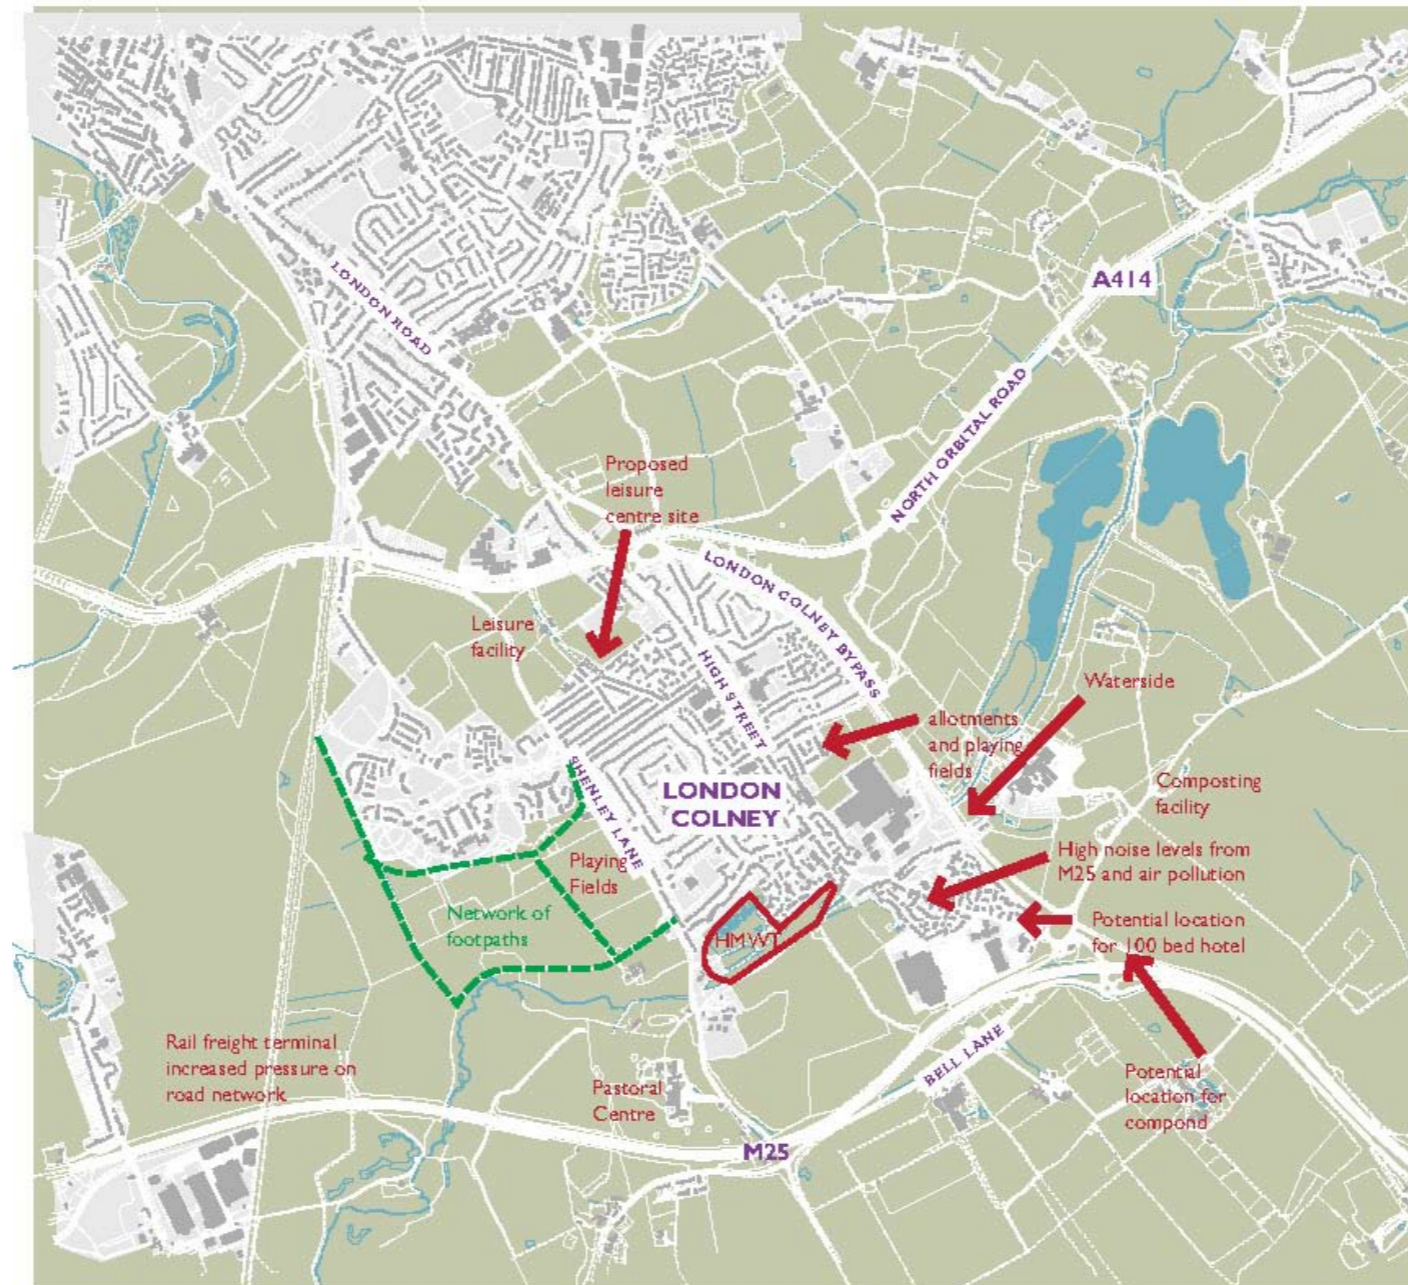 LONDON ROAD
A414
NORTH ORBITAL ROAD
Proposed
leisure
centre site
LONDON COLNEY BYPASS
Leisure
facility
HIGH STREET
Waterside
allotments
and playing
fields
SHENLEY LANE
LONDON
COLNEY
Composting
facility
High noise levels from
M25 and air pollution
Playing
Fields
Network of
footpaths
HMWT
Potential location
for 100 bed hotel
Rail freight terminal
increased pressure on
road network
BELL LANE
Pastoral
Centre
Potential
location for
compond
M25